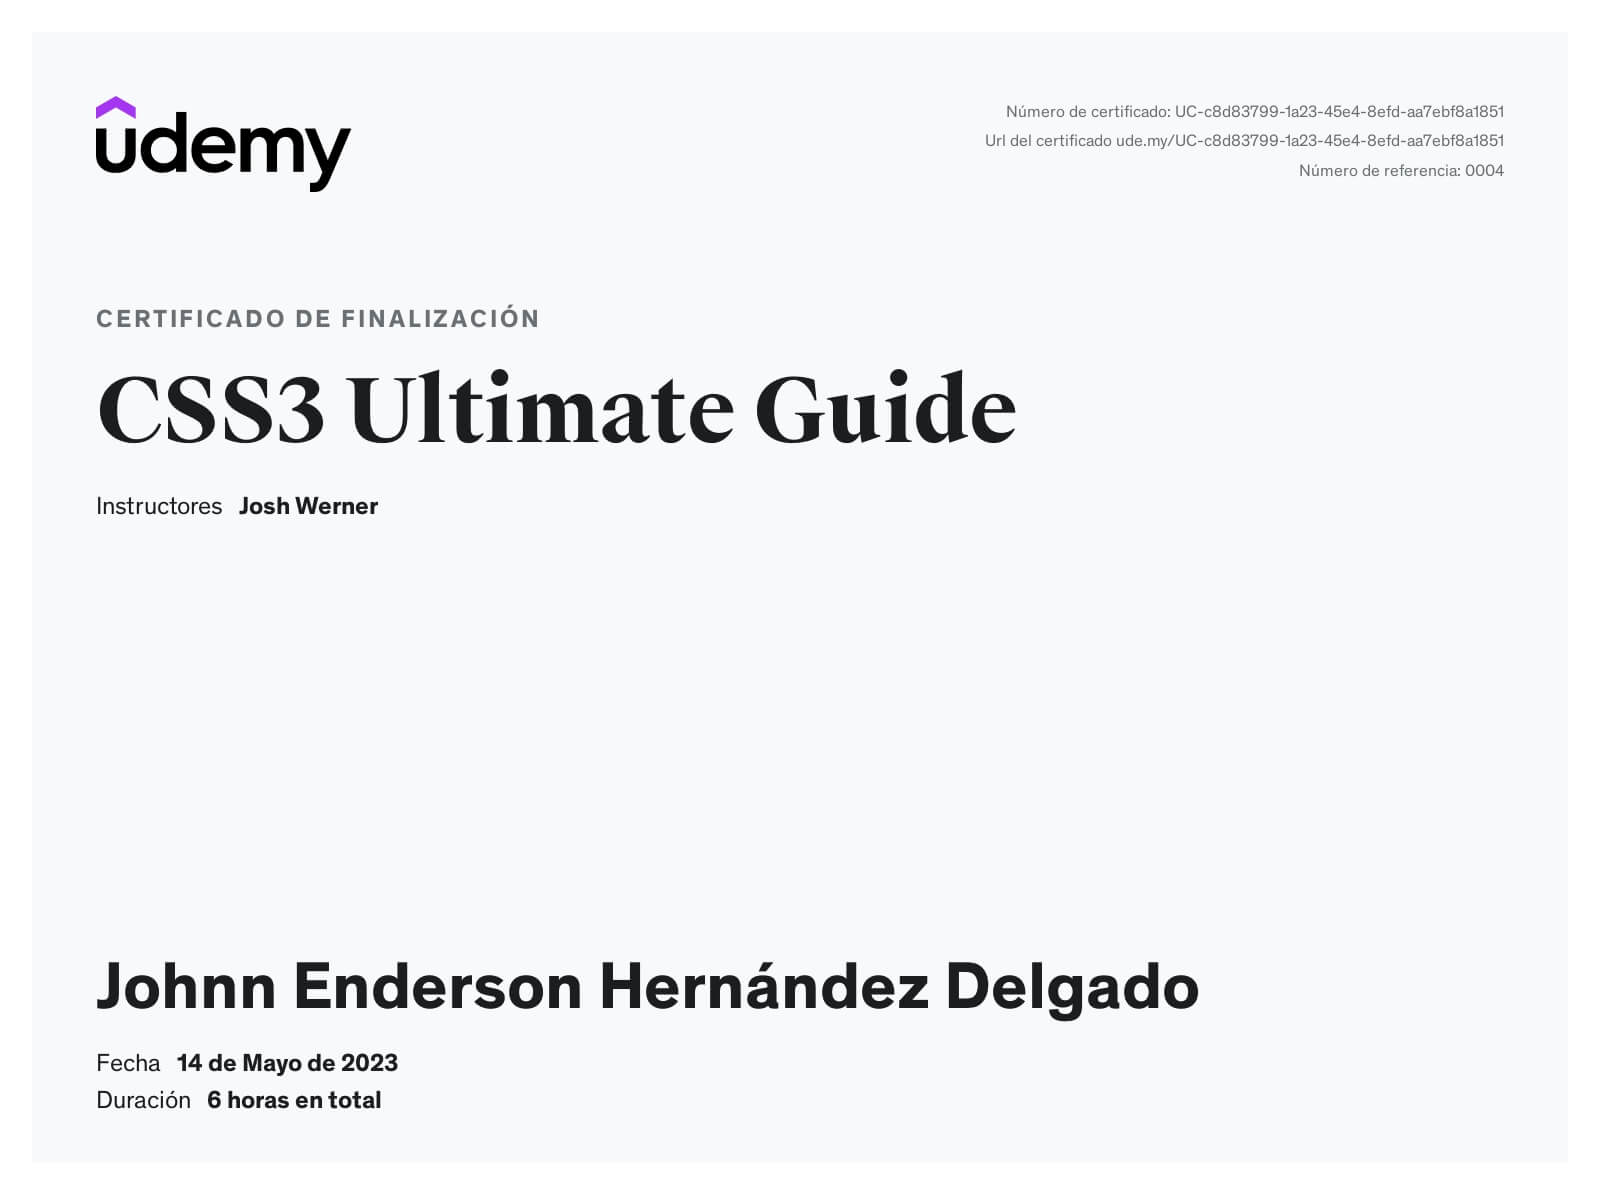 udemy
Número de certificado: UC-c8d83799-1a23-45e4-8efd-aa7ebf8a1851
Url del certificado ude.my/UC-c8d83799-1a23-45e4-8efd-aa7ebf8a1851
Número de referencia: 0004
CERTIFICADO DE FINALIZACIÓN
CSS3 Ultimate Guide
Instructores Josh Werner
Johnn Enderson Hernández Delgado
Fecha 14 de Mayo de 2023
Duración 6 horas en total